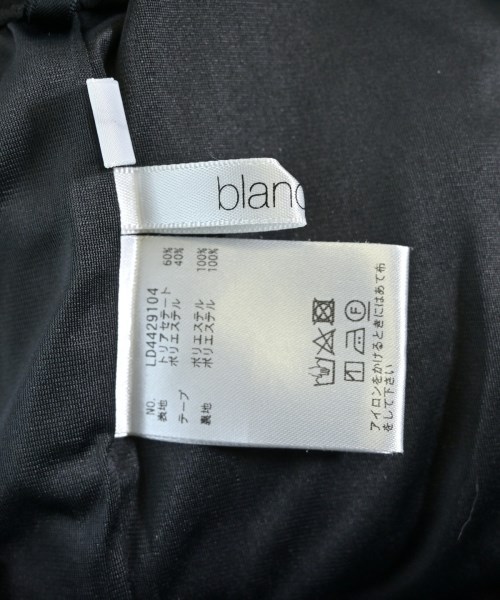 blanc
NO. LD4429104
表地 トリアセテート 60%
ポリエステル 40%
テープ ポリエステル 100%
裏地 ポリエステル 100%
F
アイロンをかけるときにはあて布
をして下さい